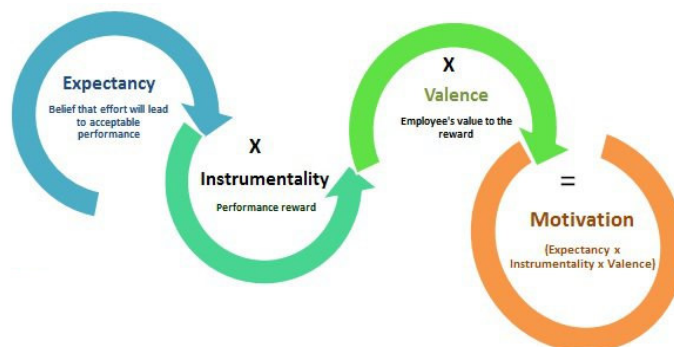 Expectancy
Belief that effort will lead
to acceptable
performance
X
Instrumentality
Performance reward
X
Valence
Employee's value to the
reward
=
Motivation
(Expectancy x
Instrumentality x Valence)